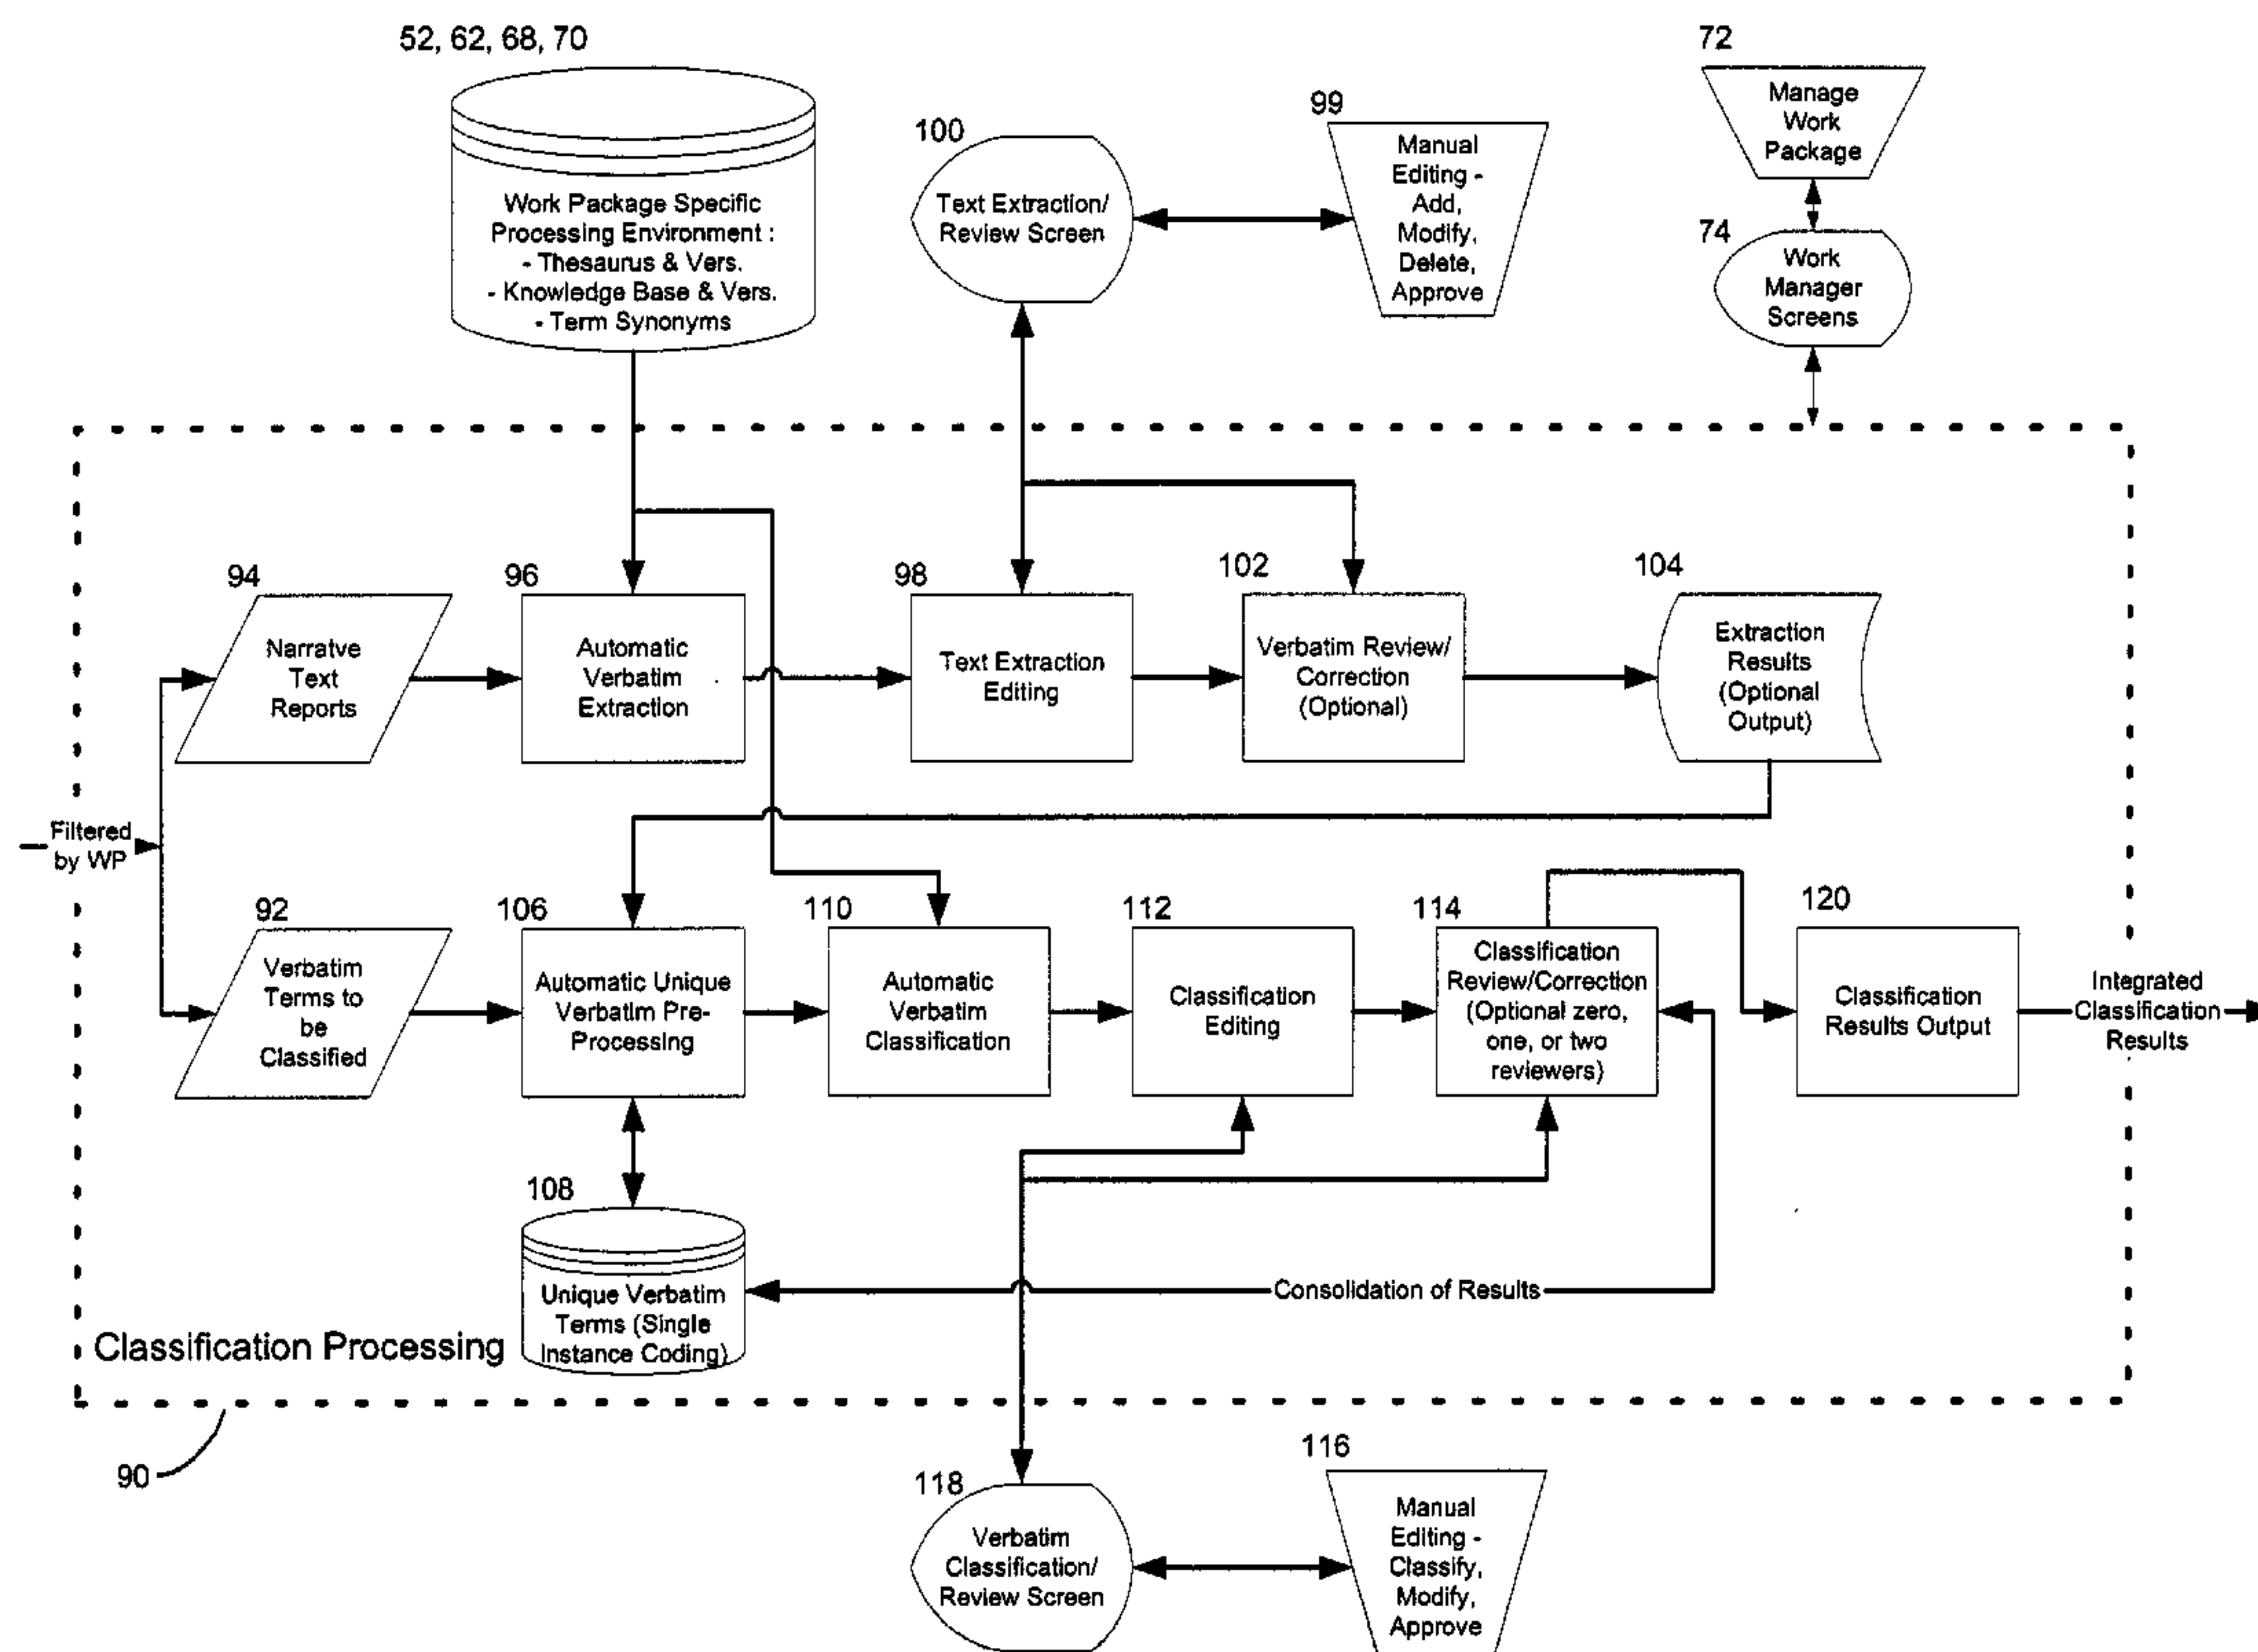 52, 62, 68, 70
Work Package Specific
Processing Environment :
- Thesaurus & Vers.
- Knowledge Base & Vers.
- Term Synonyms
100
Text Extraction/
Review Screen
99
Manual
Editing -
Add,
Modify,
Delete,
Approve
72
Manage
Work
Package
74
Work
Manager
Screens
94
Narratve
Text
Reports
96
Automatic
Verbatim
Extraction
98
Text Extraction
Editing
102
Verbatim Review/
Correction
(Optional)
104
Extraction
Results
(Optional
Output)
Filtered
by WP
92
Verbatim
Terms to
be
Classified
106
Automatic Unique
Verbatim Pre-
Processing
110
Automatic
Verbatim
Classification
112
Classification
Editing
114
Classification
Review/Correction
(Optional zero,
one, or two
reviewers)
120
Classification
Results Output
Integrated
Classification
Results
108
Unique Verbatim
Terms (Single
Instance Coding)
Consolidation of Results
Classification Processing
90
118
Verbatim
Classification/
Review Screen
116
Manual
Editing -
Classify,
Modify,
Approve